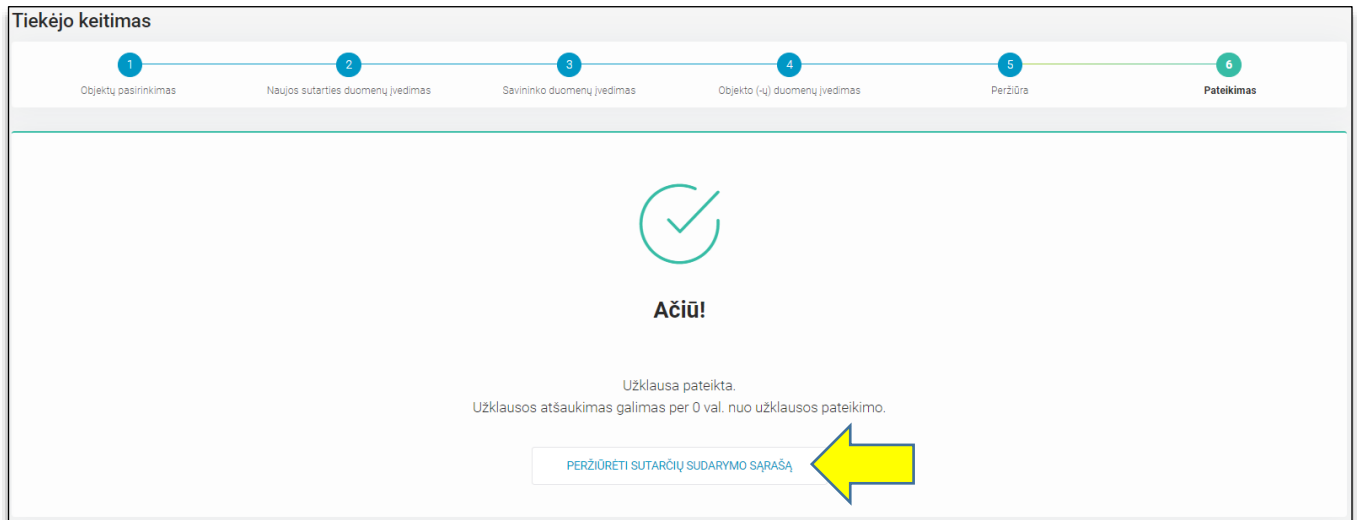 Tiekėjo keitimas
1 2 3 4 5 6
Objektų pasirinkimas Naujos sutarties duomenų įvedimas Savininko duomenų įvedimas Objekto (-ų) duomenų įvedimas Peržiūra Pateikimas
Ačiū!
Užklausa pateikta.
Užklausos atšaukimas galimas per 0 val. nuo užklausos pateikimo.
PERŽIŪRĖTI SUTARČIŲ SUDARYMO SĄRAŠĄ